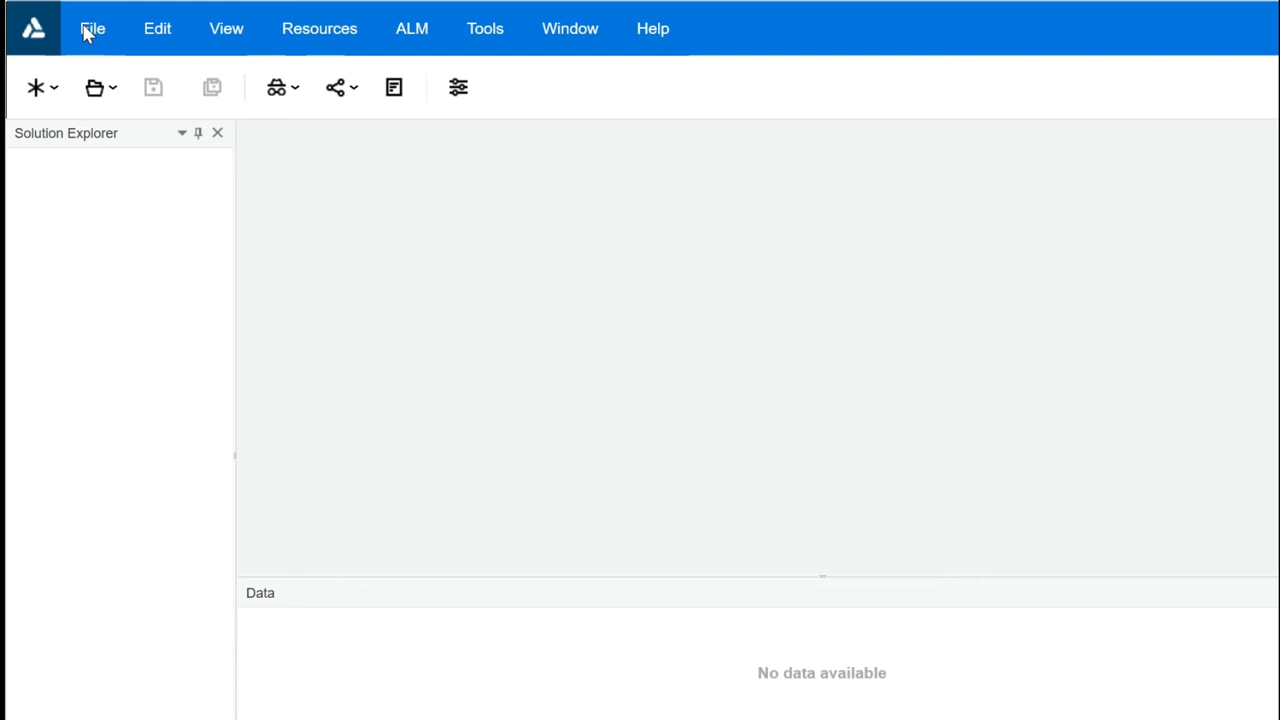 File Edit View Resources ALM Tools Window Help
Solution Explorer
Data
No data available